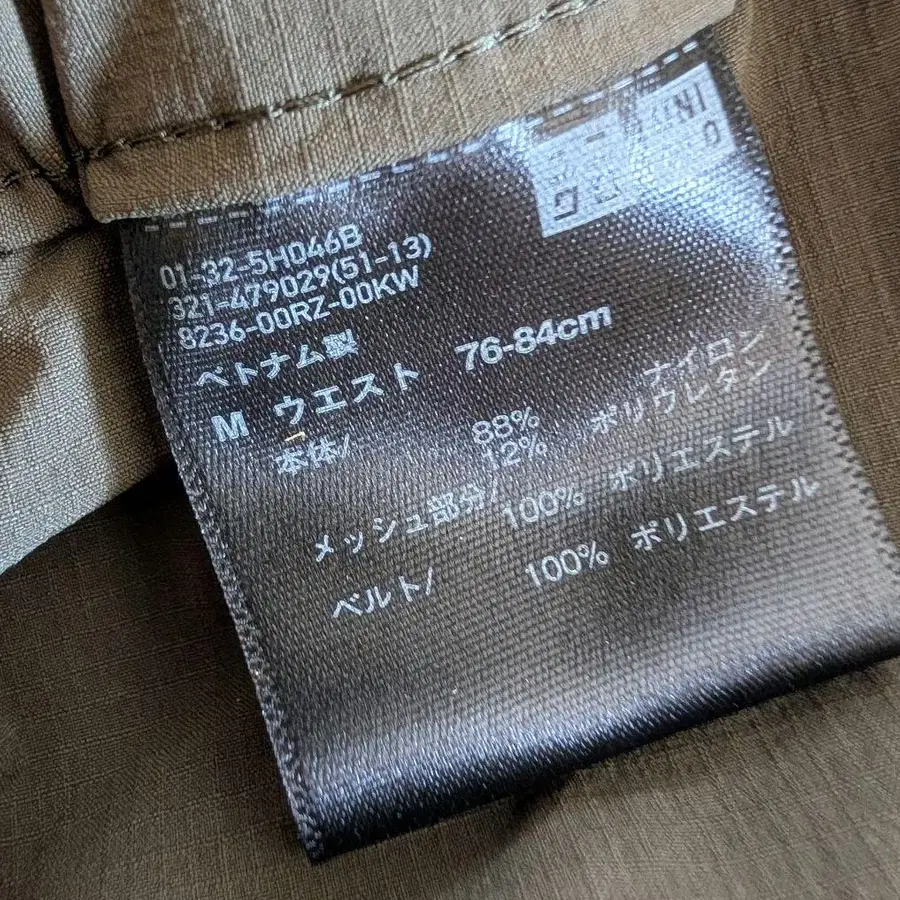 01-32-5H046B
321-479029(51-13)
8236-00RZ-00KW
ベトナム製
M ウエスト 76-84cm
本体/ 88% ナイロン
12% ポリウレタン
メッシュ部分/ 100% ポリエステル
ベルト/ 100% ポリエステル